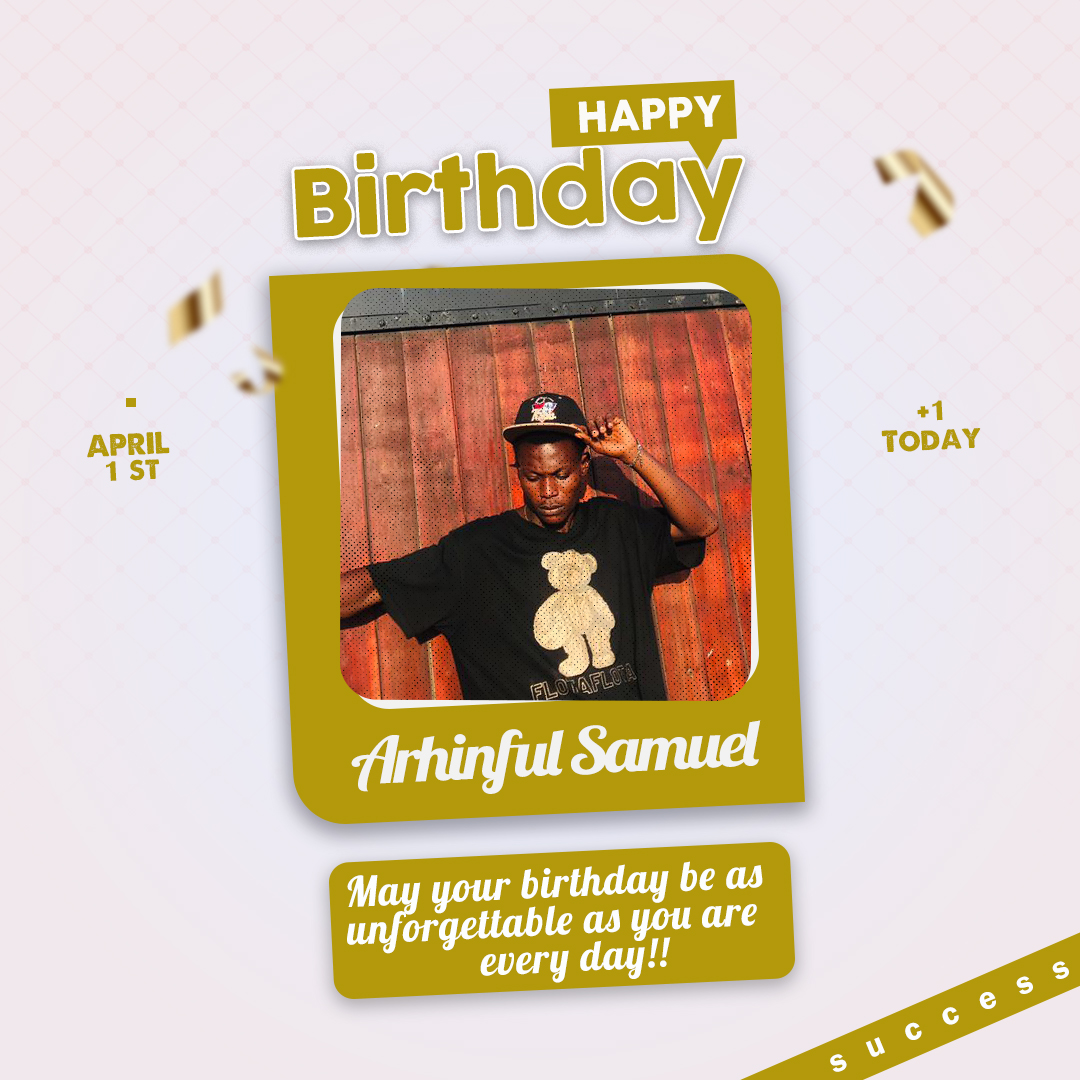 HAPPY
Birthday
APRIL
1 ST
+1
TODAY
FLOTAFLOTA
Arhinful Samuel
May your birthday be as
unforgettable as you are
every day!!
success